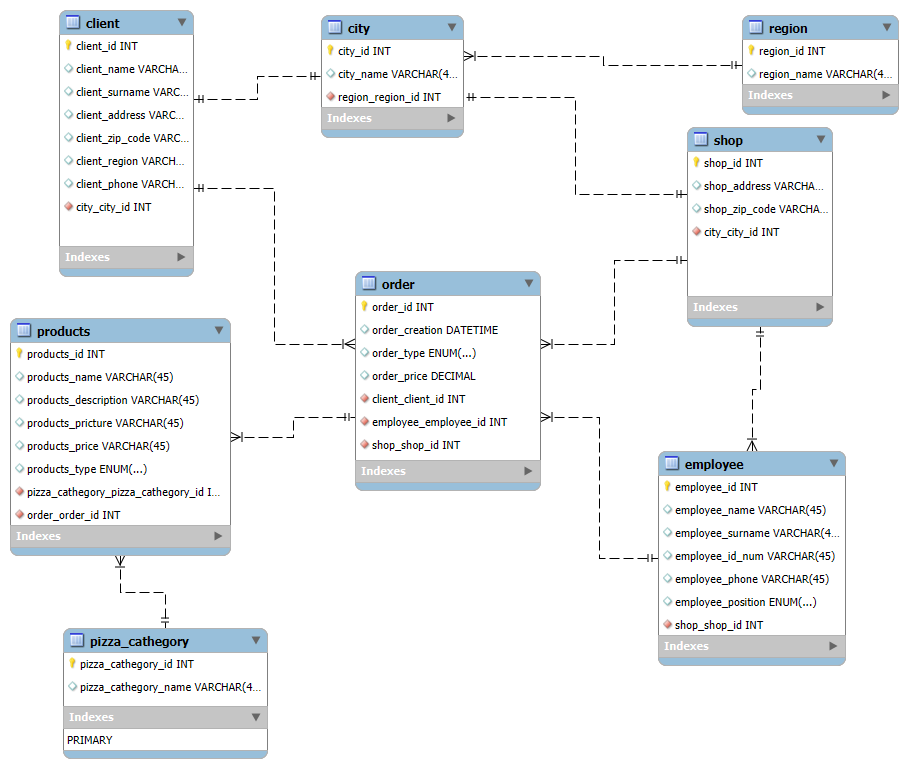 client
client_id INT
client_name VARCHA...
client_surname VARC...
client_address VARC...
client_zip_code VARC...
client_region VARCH...
client_phone VARCH...
city_city_id INT
Indexes
city
city_id INT
city_name VARCHAR(4...
region_region_id INT
Indexes
region
region_id INT
region_name VARCHAR(4...
Indexes
shop
shop_id INT
shop_address VARCHA...
shop_zip_code VARCHA...
city_city_id INT
Indexes
order
order_id INT
order_creation DATETIME
order_type ENUM(...)
order_price DECIMAL
client_client_id INT
employee_employee_id INT
shop_shop_id INT
Indexes
products
products_id INT
products_name VARCHAR(45)
products_description VARCHAR(45)
products_pricture VARCHAR(45)
products_price VARCHAR(45)
products_type ENUM(...)
pizza_cathegory_pizza_cathegory_id I...
order_order_id INT
Indexes
employee
employee_id INT
employee_name VARCHAR(45)
employee_surname VARCHAR(4...
employee_id_num VARCHAR(45)
employee_phone VARCHAR(45)
employee_position ENUM(...)
shop_shop_id INT
Indexes
pizza_cathegory
pizza_cathegory_id INT
pizza_cathegory_name VARCHAR(4...
Indexes
PRIMARY